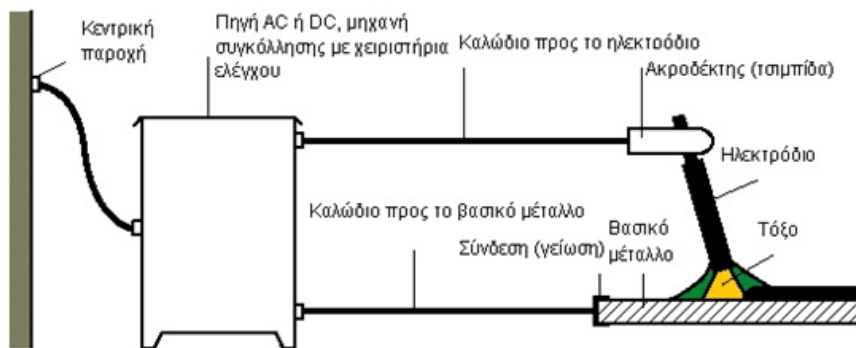 Κεντρική
παροχή
Πηγή AC ή DC, μηχανή
συγκόλλησης με χειριστήρια
ελέγχου
Καλώδιο προς το ηλεκτρόδιο
Ακροδέκτης (τσιμπίδα)
Ηλεκτρόδιο
Καλώδιο προς το βασικό μέταλλο
Σύνδεση (γείωση)
Βασικό
μέταλλο
Τόξο